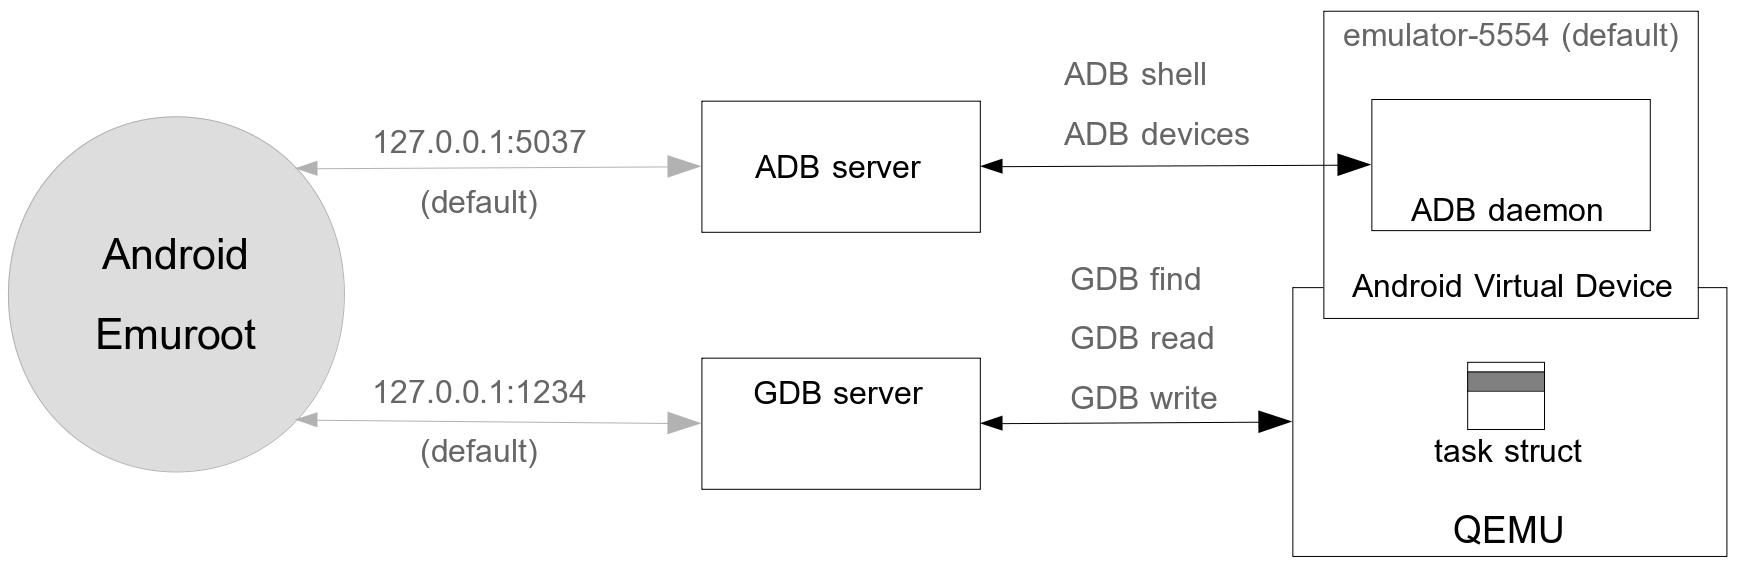 Android
Emuroot
127.0.0.1:5037
(default)
127.0.0.1:1234
(default)
ADB server
GDB server
ADB shell
ADB devices
GDB find
GDB read
GDB write
emulator-5554 (default)
ADB daemon
Android Virtual Device
task struct
QEMU